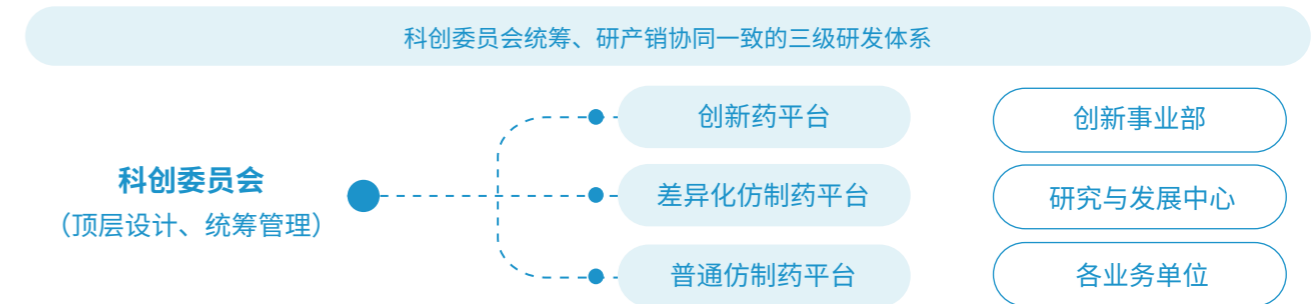 科创委员会统筹、研产销协同一致的三级研发体系
创新药平台
创新事业部
科创委员会
（顶层设计、统筹管理）
差异化仿制药平台
研究与发展中心
普通仿制药平台
各业务单位